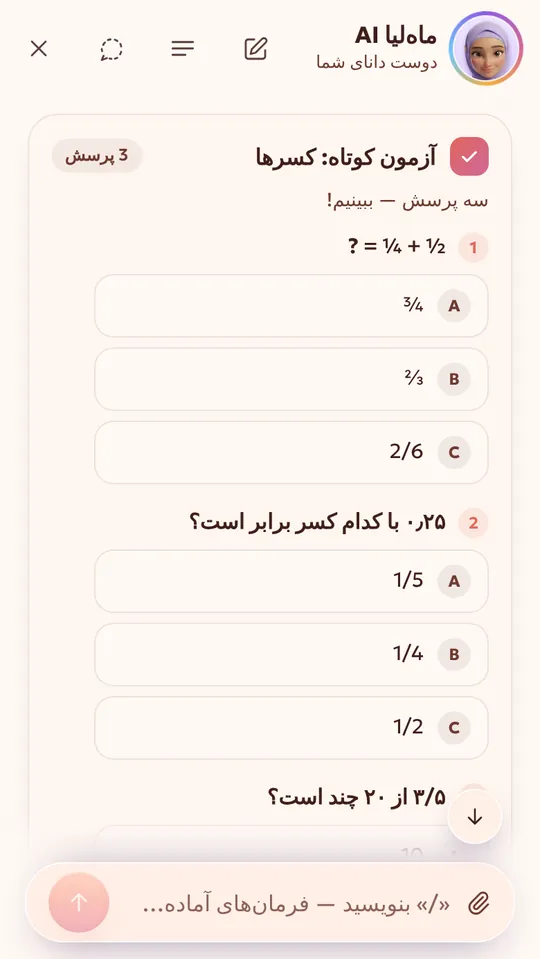 ماه‌لیا AI
دوست دانای شما
آزمون کوتاه: کسرها
3 پرسش
سه پرسش — ببینیم!
1
½ + ¼ = ?
A
¾
B
⅔
C
2/6
2
۰٫۲۵ با کدام کسر برابر است؟
A
1/5
B
1/4
C
1/2
۳/۵ از ۲۰ چند است؟
«/» بنویسید — فرمان‌های آماده...